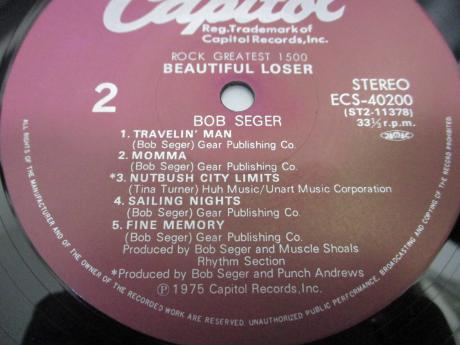 Capitol
Reg. Trademark of
Capitol Records, Inc.
ROCK GREATEST 1500
BEAUTIFUL LOSER
2
STEREO
ECS-40200
(ST2-11378)
33⅓ r.p.m.
BOB SEGER
1. TRAVELIN' MAN
(Bob Seger) Gear Publishing Co.
2. MOMMA
(Bob Seger) Gear Publishing Co.
*3. NUTBUSH CITY LIMITS
(Tina Turner) Huh Music/Unart Music Corporation
4. SAILING NIGHTS
(Bob Seger) Gear Publishing Co.
5. FINE MEMORY
(Bob Seger) Gear Publishing Co.
Produced by Bob Seger and Muscle Shoals
Rhythm Section
*Produced by Bob Seger and Punch Andrews
Ⓟ 1975 Capitol Records, Inc.
ALL RIGHTS OF THE MANUFACTURER AND OF THE OWNER OF THE RECORDED WORK ARE RESERVED. UNAUTHORIZED PUBLIC PERFORMANCE, BROADCASTING AND COPYING OF THE RECORD PROHIBITED.